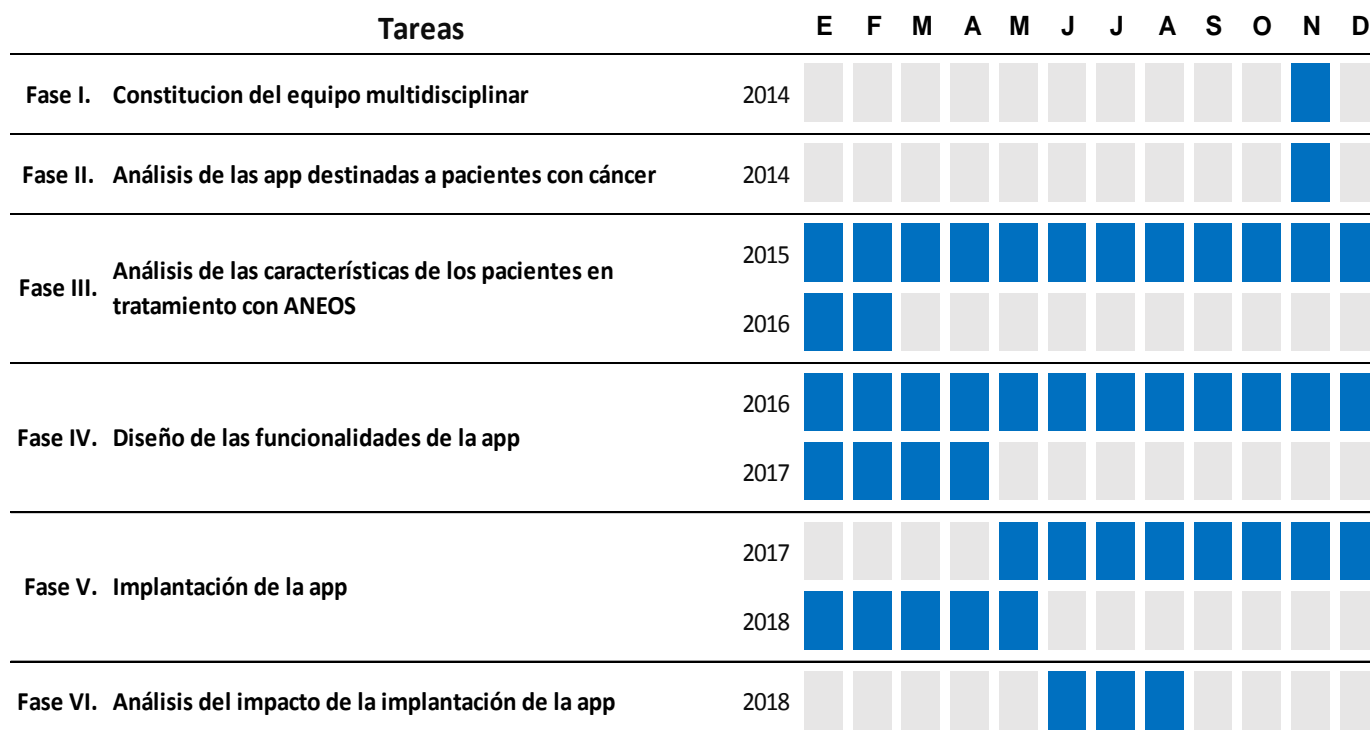 Tareas E F M A M J J A S O N D
Fase I. Constitucion del equipo multidisciplinar 2014
Fase II. Análisis de las app destinadas a pacientes con cáncer 2014
2015
Fase III. Análisis de las características de los pacientes en
tratamiento con ANEOS
2016
2016
Fase IV. Diseño de las funcionalidades de la app
2017
2017
Fase V. Implantación de la app
2018
Fase VI. Análisis del impacto de la implantación de la app 2018